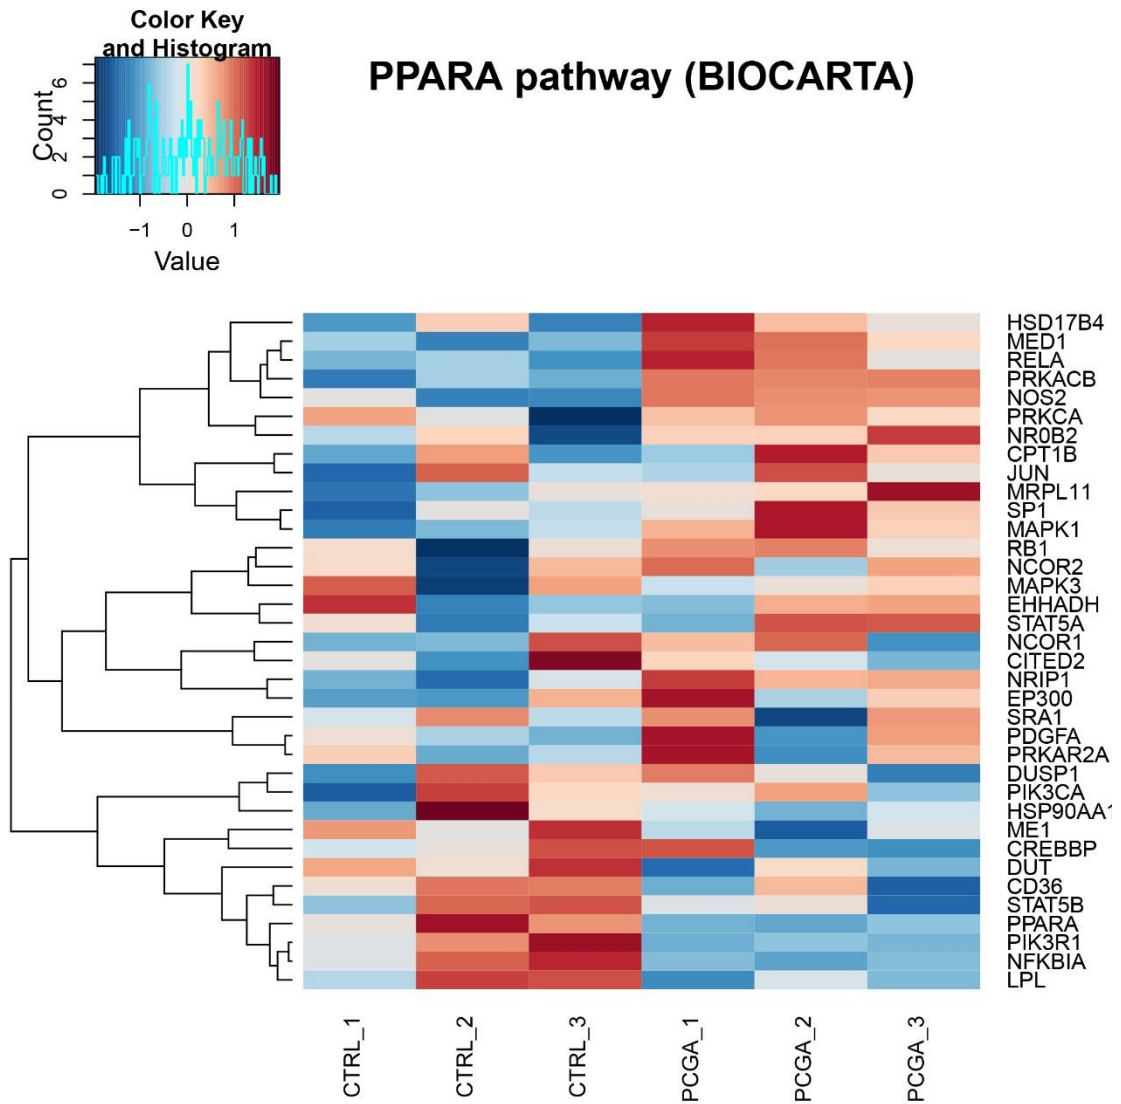 Color Key
and Histogram
PPARA pathway (BIOCARTA)
Count
0 2 4 6
−1 0 1
Value
HSD17B4
MED1
RELA
PRKACB
NOS2
PRKCA
NR0B2
CPT1B
JUN
MRPL11
SP1
MAPK1
RB1
NCOR2
MAPK3
EHHADH
STAT5A
NCOR1
CITED2
NRIP1
EP300
SRA1
PDGFA
PRKAR2A
DUSP1
PIK3CA
HSP90AA1
ME1
CREBBP
DUT
CD36
STAT5B
PPARA
PIK3R1
NFKBIA
LPL
CTRL_1 CTRL_2 CTRL_3 PCGA_1 PCGA_2 PCGA_3